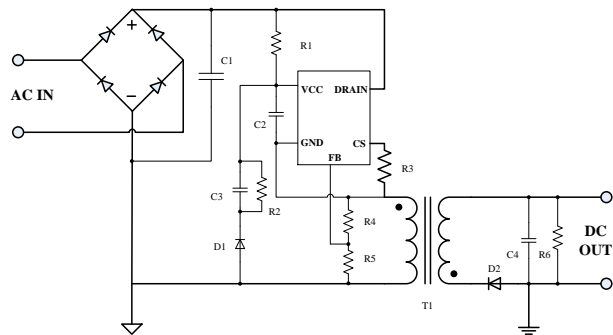 +
C1
R1
VCC
DRAIN
AC IN
−
C2
GND
CS
FB
R3
C3
R2
R4
D1
R5
DC
OUT
C4
R6
D2
T1